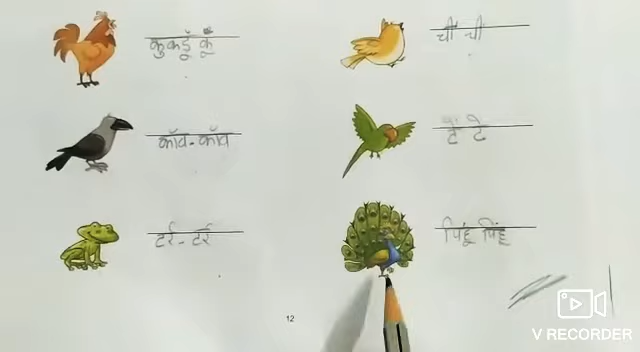 कुकड़ूँ कूँ
चीं चीं
काँव-काँव
टें टें
टर्र- टर्र
पिहू पिहू
12
V RECORDER